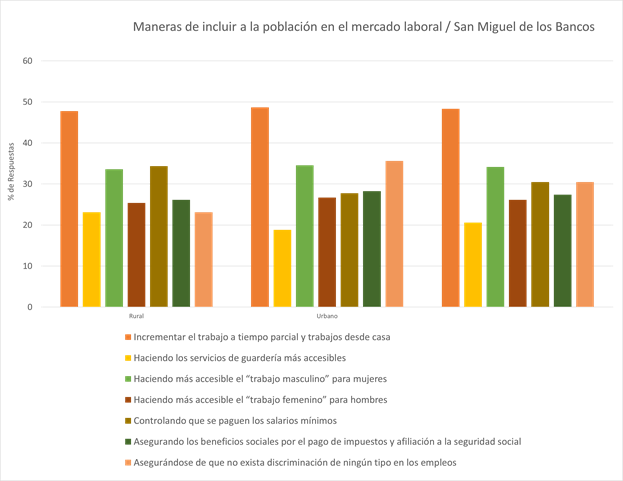 Maneras de incluir a la población en el mercado laboral / San Miguel de los Bancos
% de Respuestas
60
50
40
30
20
10
0
Rural
Urbano
Incrementar el trabajo a tiempo parcial y trabajos desde casa
Haciendo los servicios de guardería más accesibles
Haciendo más accesible el “trabajo masculino” para mujeres
Haciendo más accesible el “trabajo femenino” para hombres
Controlando que se paguen los salarios mínimos
Asegurando los beneficios sociales por el pago de impuestos y afiliación a la seguridad social
Asegurándose de que no exista discriminación de ningún tipo en los empleos